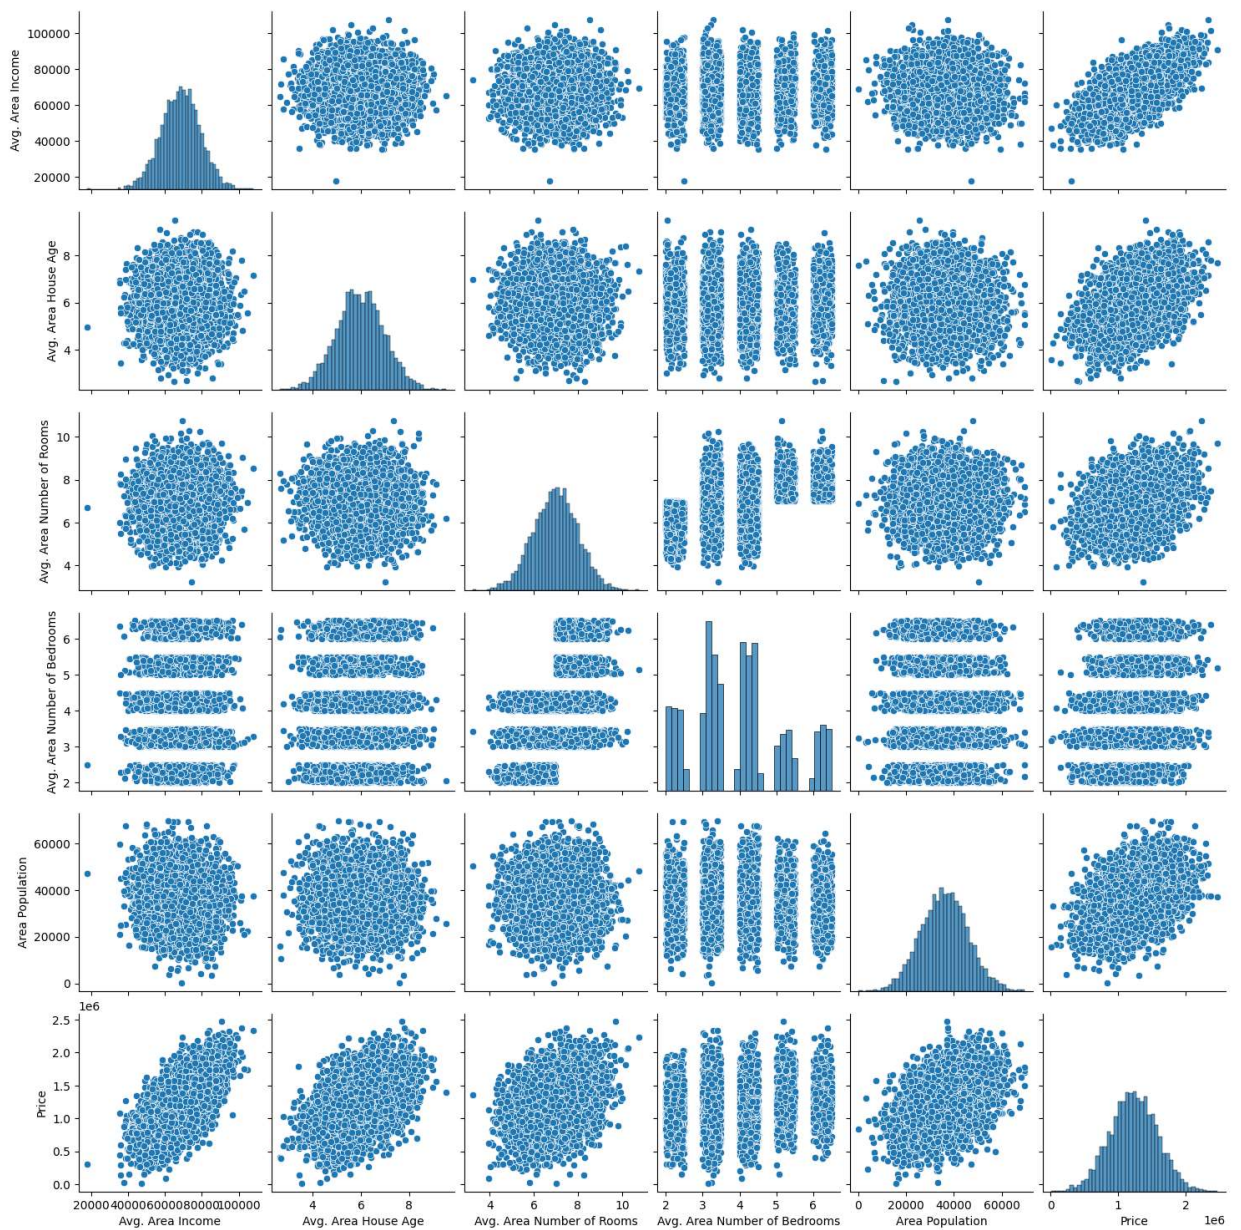 Avg. Area Income
100000
80000
60000
40000
20000
Avg. Area House Age
8
6
4
Avg. Area Number of Rooms
10
8
6
4
Avg. Area Number of Bedrooms
6
5
4
3
2
Area Population
60000
40000
20000
0
1e6
Price
2.5
2.0
1.5
1.0
0.5
0.0
20000 40000 60000 80000 100000
Avg. Area Income
4 6 8
Avg. Area House Age
4 6 8 10
Avg. Area Number of Rooms
2 3 4 5 6
Avg. Area Number of Bedrooms
0 20000 40000 60000
Area Population
0 1 2
Price
1e6